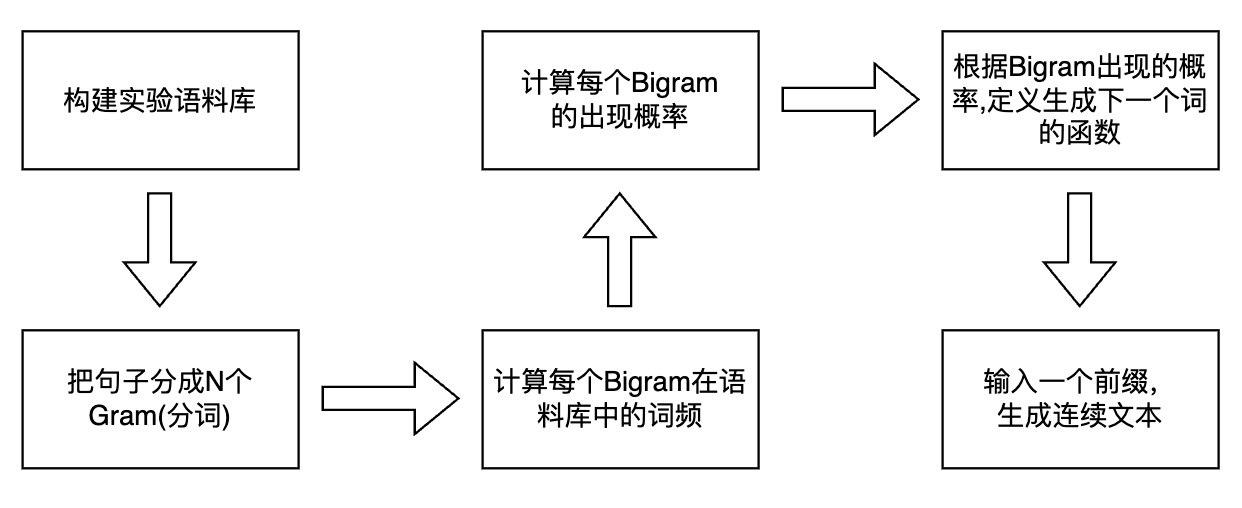 构建实验语料库
把句子分成N个
Gram(分词)
计算每个Bigram在语
料库中的词频
计算每个Bigram
的出现概率
根据Bigram出现的概
率,定义生成下一个词
的函数
输入一个前缀，
生成连续文本